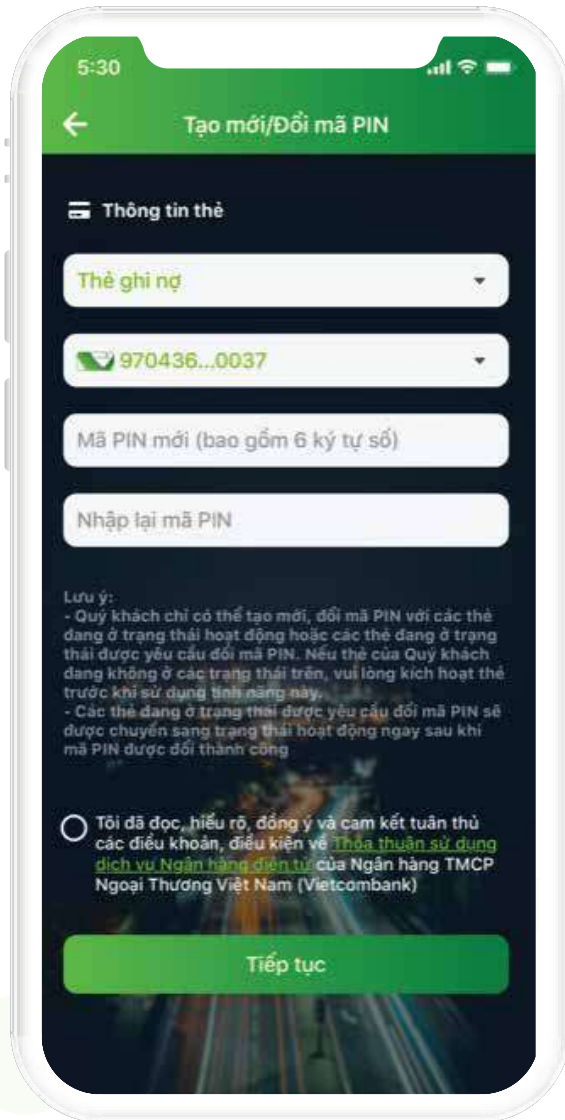 5:30
Tạo mới/Đổi mã PIN
Thông tin thẻ
Thẻ ghi nợ
970436...0037
Mã PIN mới (bao gồm 6 ký tự số)
Nhập lại mã PIN
Lưu ý:
- Quý khách chỉ có thể tạo mới, đổi mã PIN với các thẻ
đang ở trạng thái hoạt động hoặc các thẻ đang ở trạng
thái được yêu cầu đổi mã PIN. Nếu thẻ của Quý khách
đang không ở các trạng thái trên, vui lòng kích hoạt thẻ
trước khi sử dụng tính năng này.
- Các thẻ đang ở trạng thái được yêu cầu đổi mã PIN sẽ
được chuyển sang trạng thái hoạt động ngay sau khi
mã PIN được đổi thành công
Tôi đã đọc, hiểu rõ, đồng ý và cam kết tuân thủ
các điều khoản, điều kiện về Thỏa thuận sử dụng
dịch vụ Ngân hàng điện tử của Ngân hàng TMCP
Ngoại Thương Việt Nam (Vietcombank)
Tiếp tục